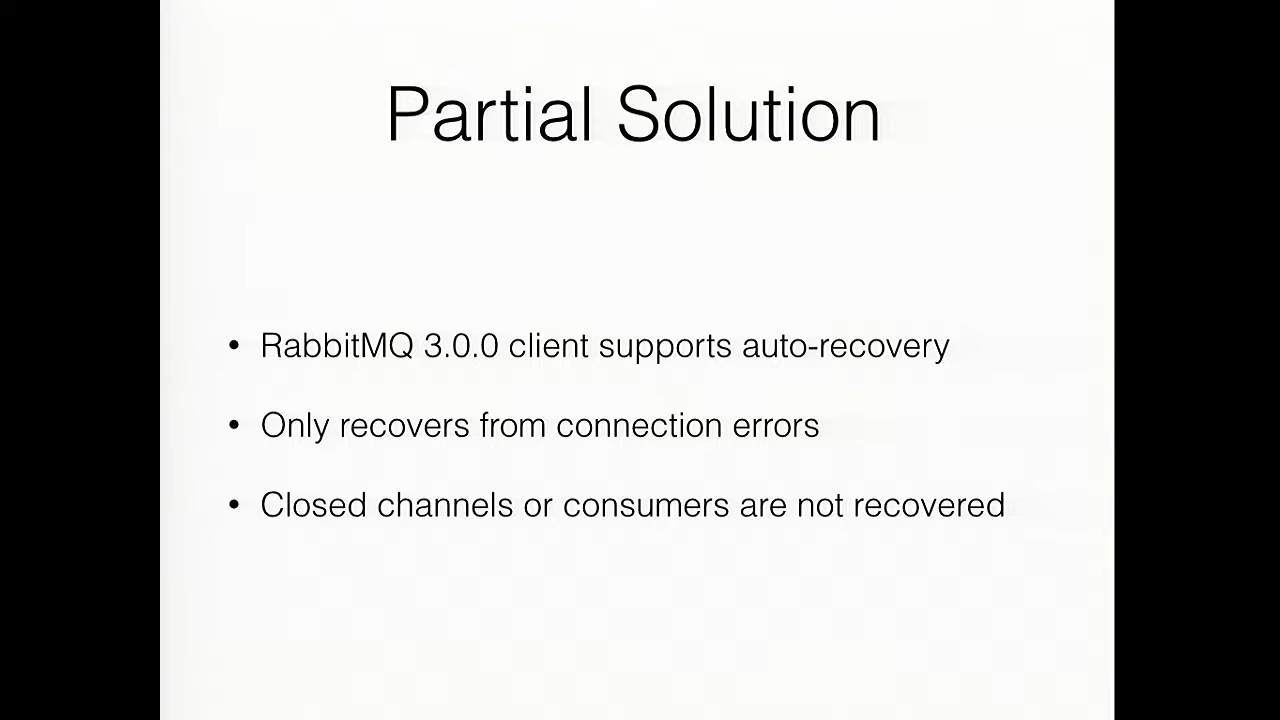 Partial Solution
• RabbitMQ 3.0.0 client supports auto-recovery
• Only recovers from connection errors
• Closed channels or consumers are not recovered